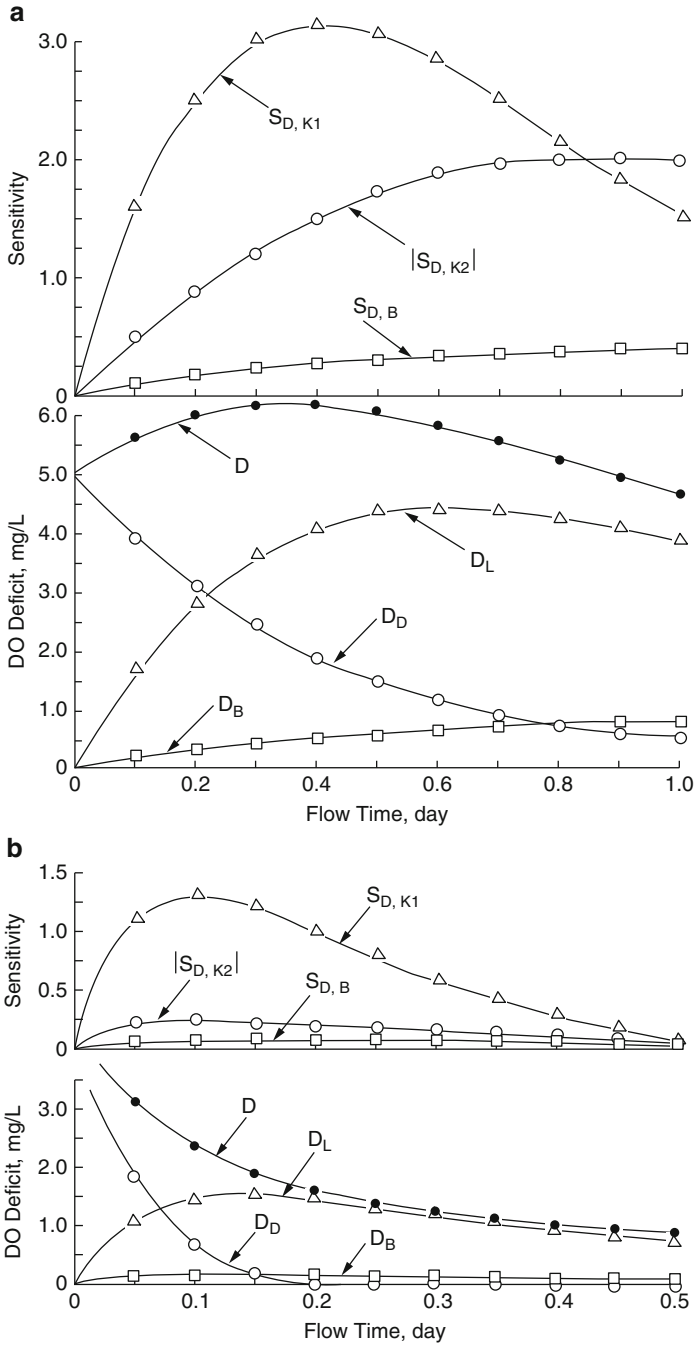 a
3.0
2.0
1.0
0
Sensitivity
S_D, K1
|S_D, K2|
S_D, B
6.0
5.0
4.0
3.0
2.0
1.0
0
DO Deficit, mg/L
D
D_L
D_D
D_B
0 0.2 0.4 0.6 0.8 1.0
Flow Time, day
b
1.5
1.0
0.5
0
Sensitivity
S_D, K1
|S_D, K2|
S_D, B
3.0
2.0
1.0
0
DO Deficit, mg/L
D
D_L
D_D
D_B
0 0.1 0.2 0.3 0.4 0.5
Flow Time, day